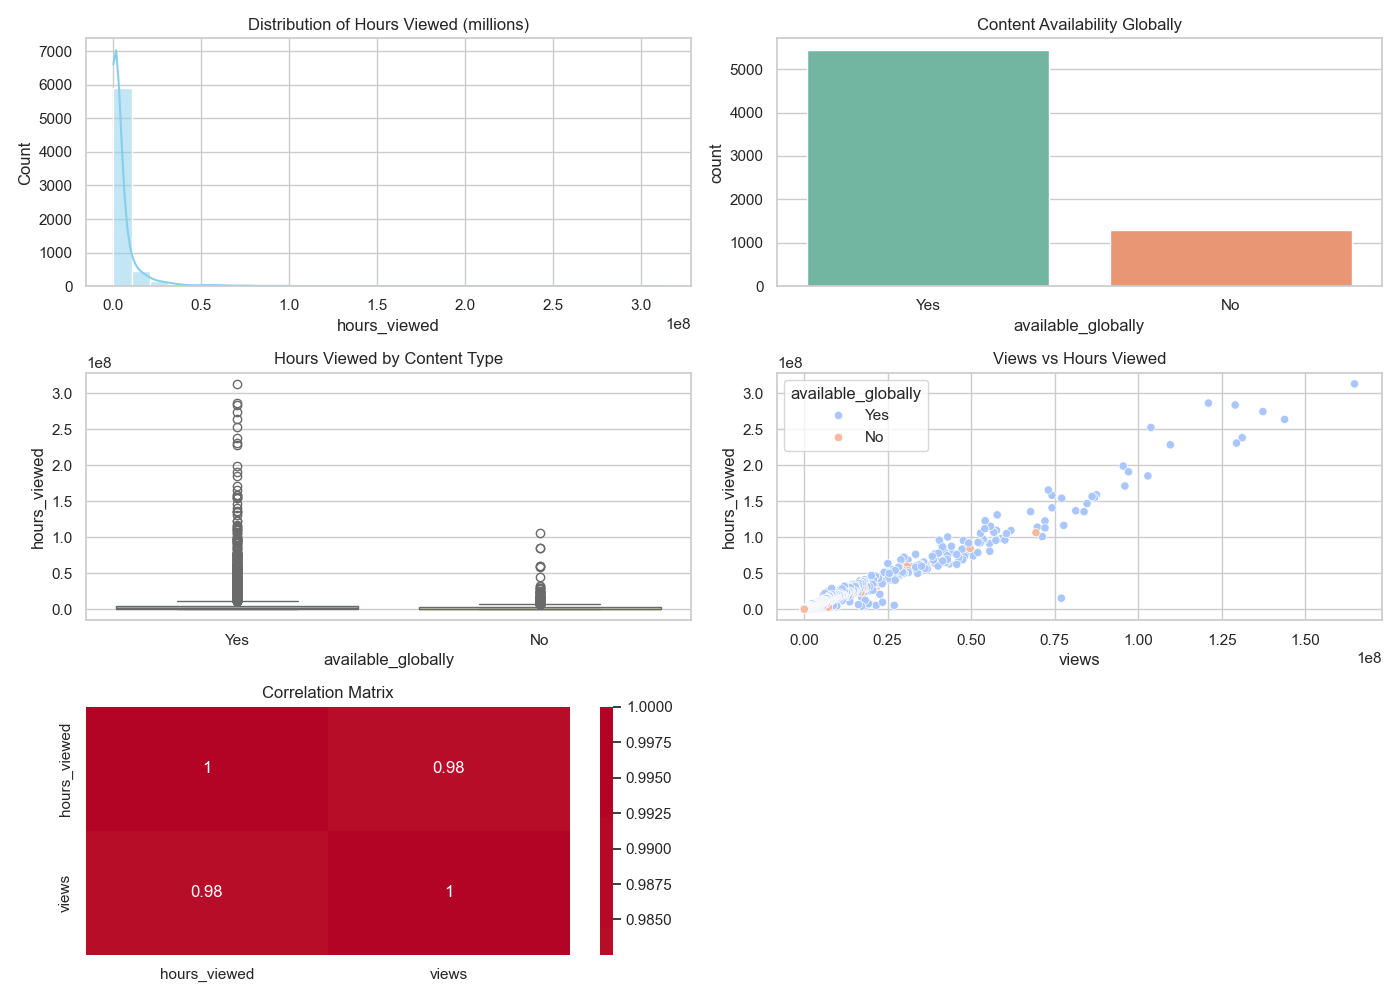 Distribution of Hours Viewed (millions)
7000
6000
5000
4000
3000
2000
1000
0
Count
0.0 0.5 1.0 1.5 2.0 2.5 3.0
1e8
hours_viewed
Content Availability Globally
5000
4000
3000
2000
1000
0
count
Yes No
available_globally
Hours Viewed by Content Type
1e8
3.0
2.5
2.0
1.5
1.0
0.5
0.0
hours_viewed
Yes No
available_globally
Views vs Hours Viewed
1e8
available_globally
Yes
No
3.0
2.5
2.0
1.5
1.0
0.5
0.0
hours_viewed
0.00 0.25 0.50 0.75 1.00 1.25 1.50
1e8
views
Correlation Matrix
hours_viewed
views
1 0.98
0.98 1
hours_viewed views
1.0000
0.9975
0.9950
0.9925
0.9900
0.9875
0.9850